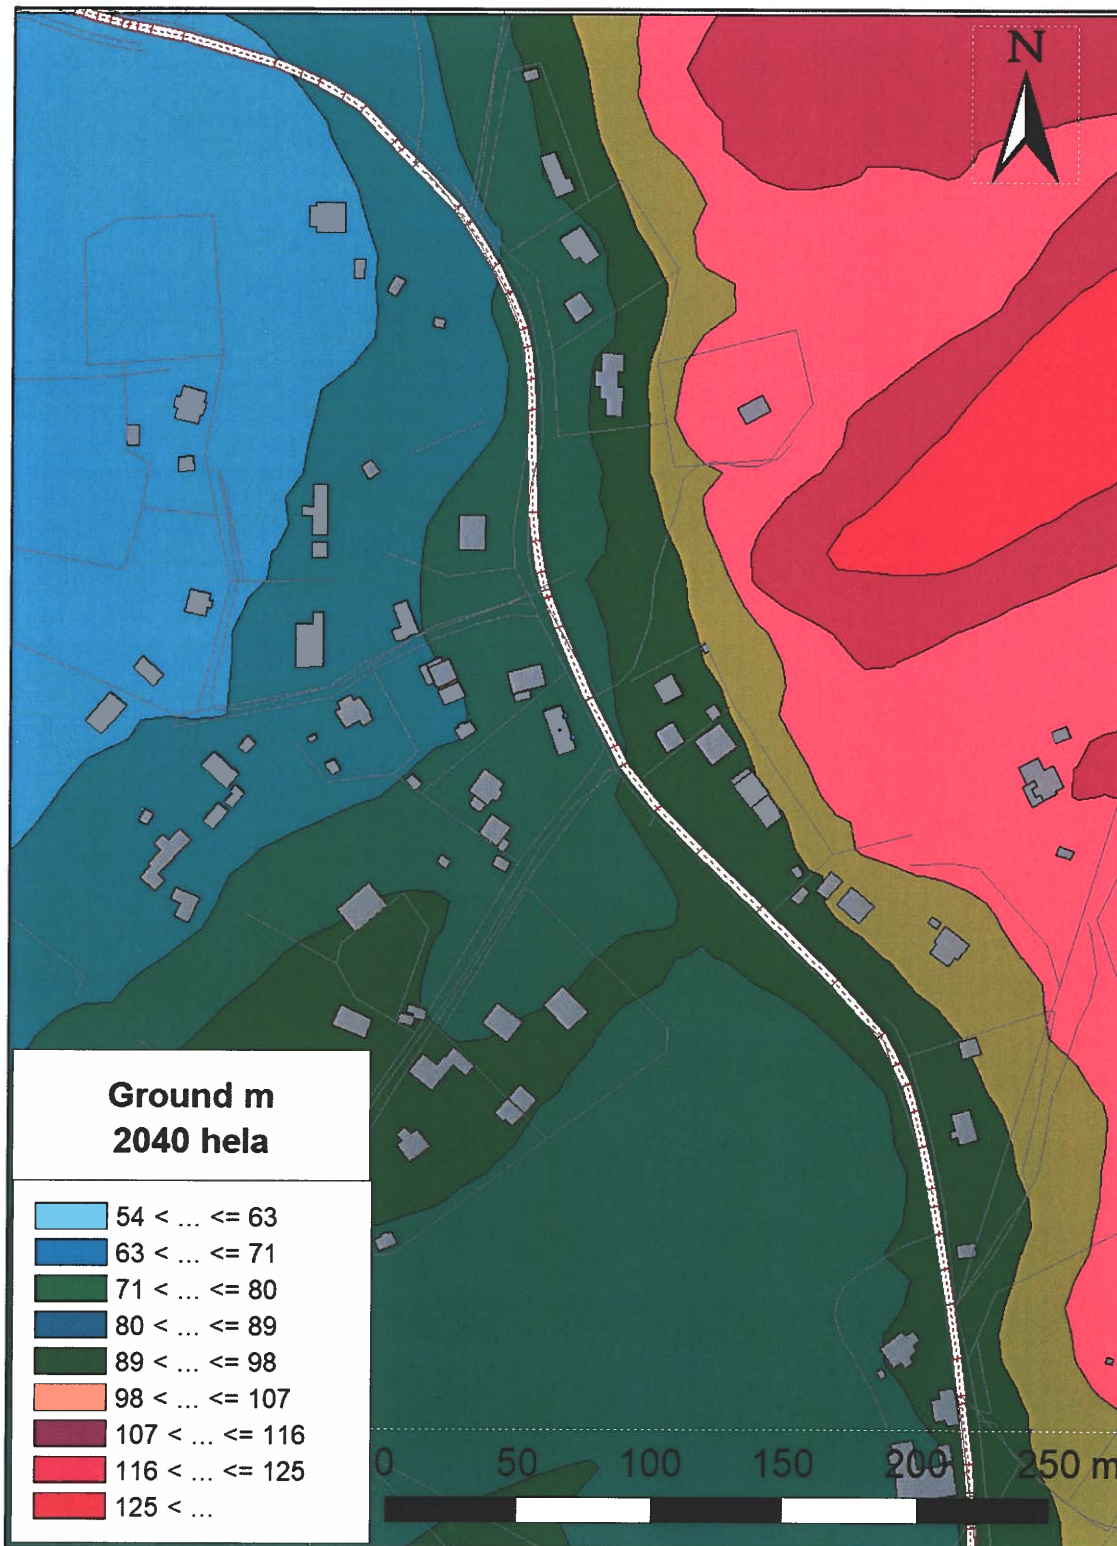 N
Ground m
2040 hela
54 < ... <= 63
63 < ... <= 71
71 < ... <= 80
80 < ... <= 89
89 < ... <= 98
98 < ... <= 107
107 < ... <= 116
116 < ... <= 125
125 < ...
0 50 100 150 200 250 m